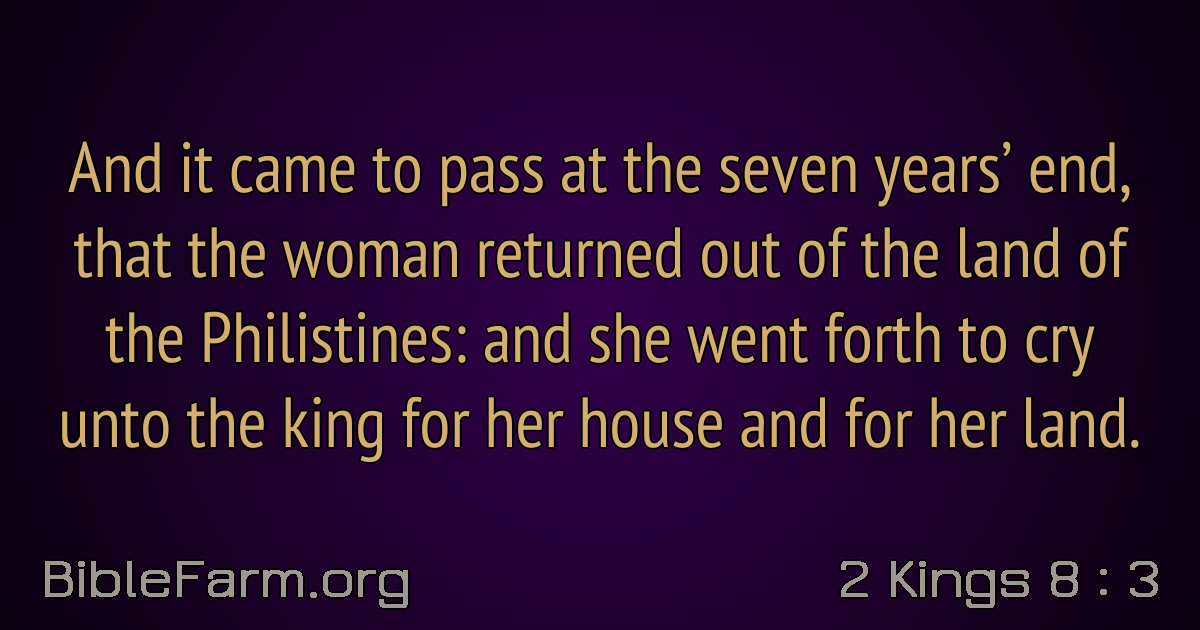 And it came to pass at the seven years’ end,
that the woman returned out of the land of
the Philistines: and she went forth to cry
unto the king for her house and for her land.
BibleFarm.org
2 Kings 8 : 3